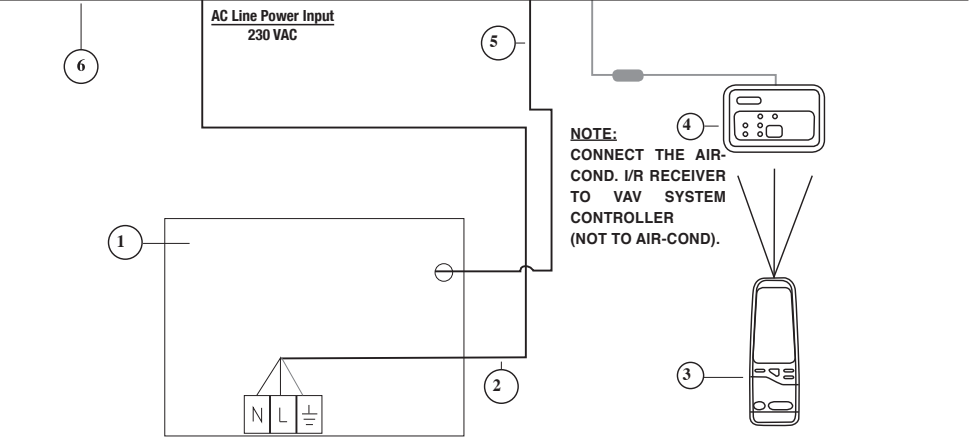 AC Line Power Input
230 VAC
6
5
4
NOTE:
CONNECT THE AIR-
COND. I/R RECEIVER
TO VAV SYSTEM
CONTROLLER
(NOT TO AIR-COND).
1
3
2
N L